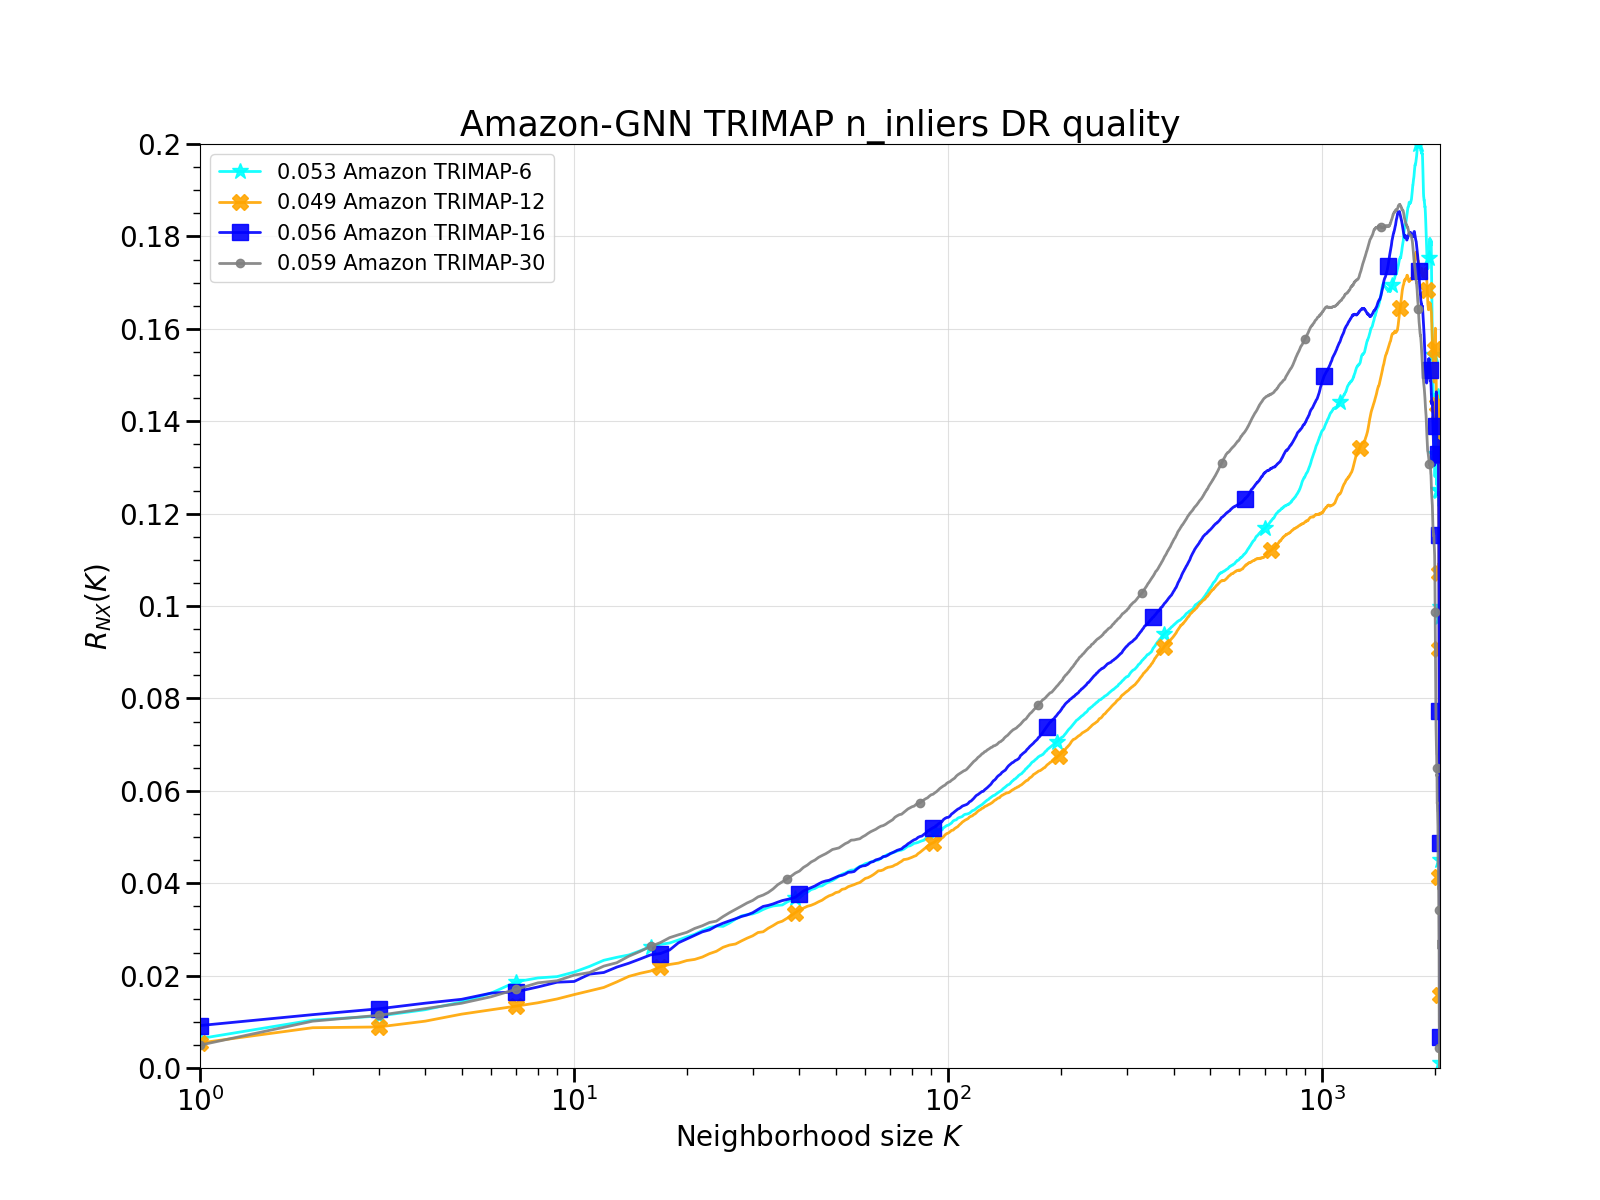 Amazon-GNN TRIMAP n_inliers DR quality
0.053 Amazon TRIMAP-6
0.049 Amazon TRIMAP-12
0.056 Amazon TRIMAP-16
0.059 Amazon TRIMAP-30
0.2
0.18
0.16
0.14
0.12
0.1
0.08
0.06
0.04
0.02
0.0
R_{NX}(K)
10^0 10^1 10^2 10^3
Neighborhood size K